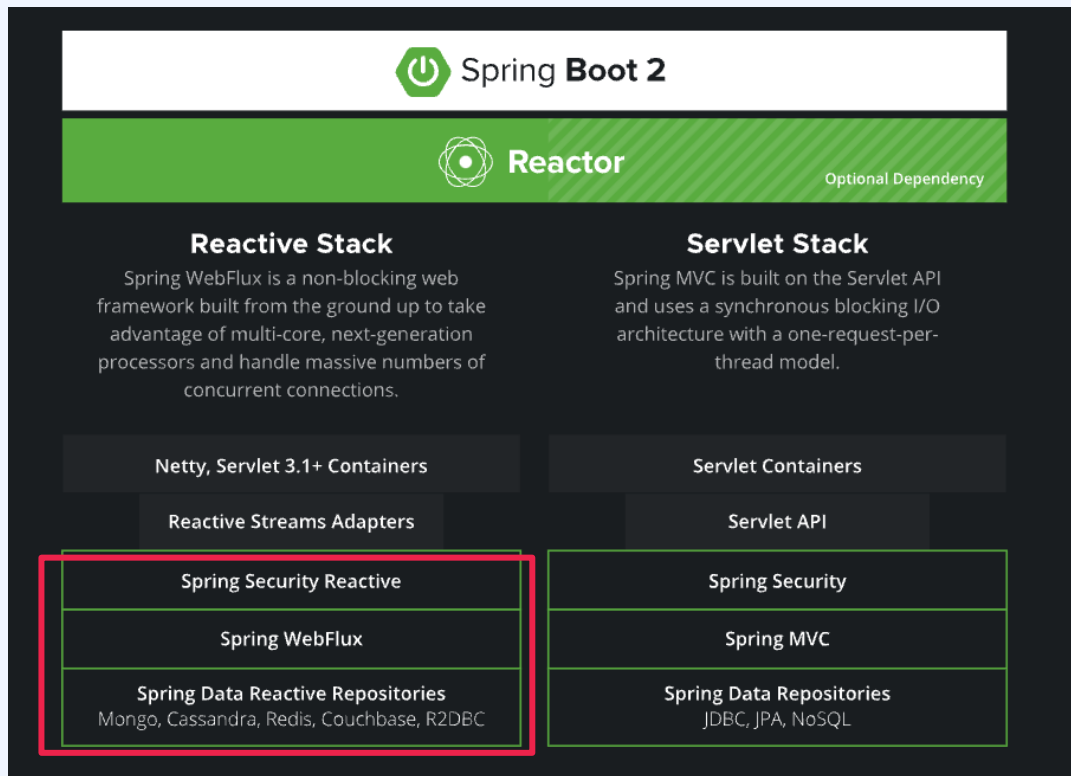 Spring Boot 2
Reactor
Optional Dependency
Reactive Stack
Spring WebFlux is a non-blocking web
framework built from the ground up to take
advantage of multi-core, next-generation
processors and handle massive numbers of
concurrent connections.
Servlet Stack
Spring MVC is built on the Servlet API
and uses a synchronous blocking I/O
architecture with a one-request-per-
thread model.
Netty, Servlet 3.1+ Containers
Servlet Containers
Reactive Streams Adapters
Servlet API
Spring Security Reactive
Spring Security
Spring WebFlux
Spring MVC
Spring Data Reactive Repositories
Mongo, Cassandra, Redis, Couchbase, R2DBC
Spring Data Repositories
JDBC, JPA, NoSQL